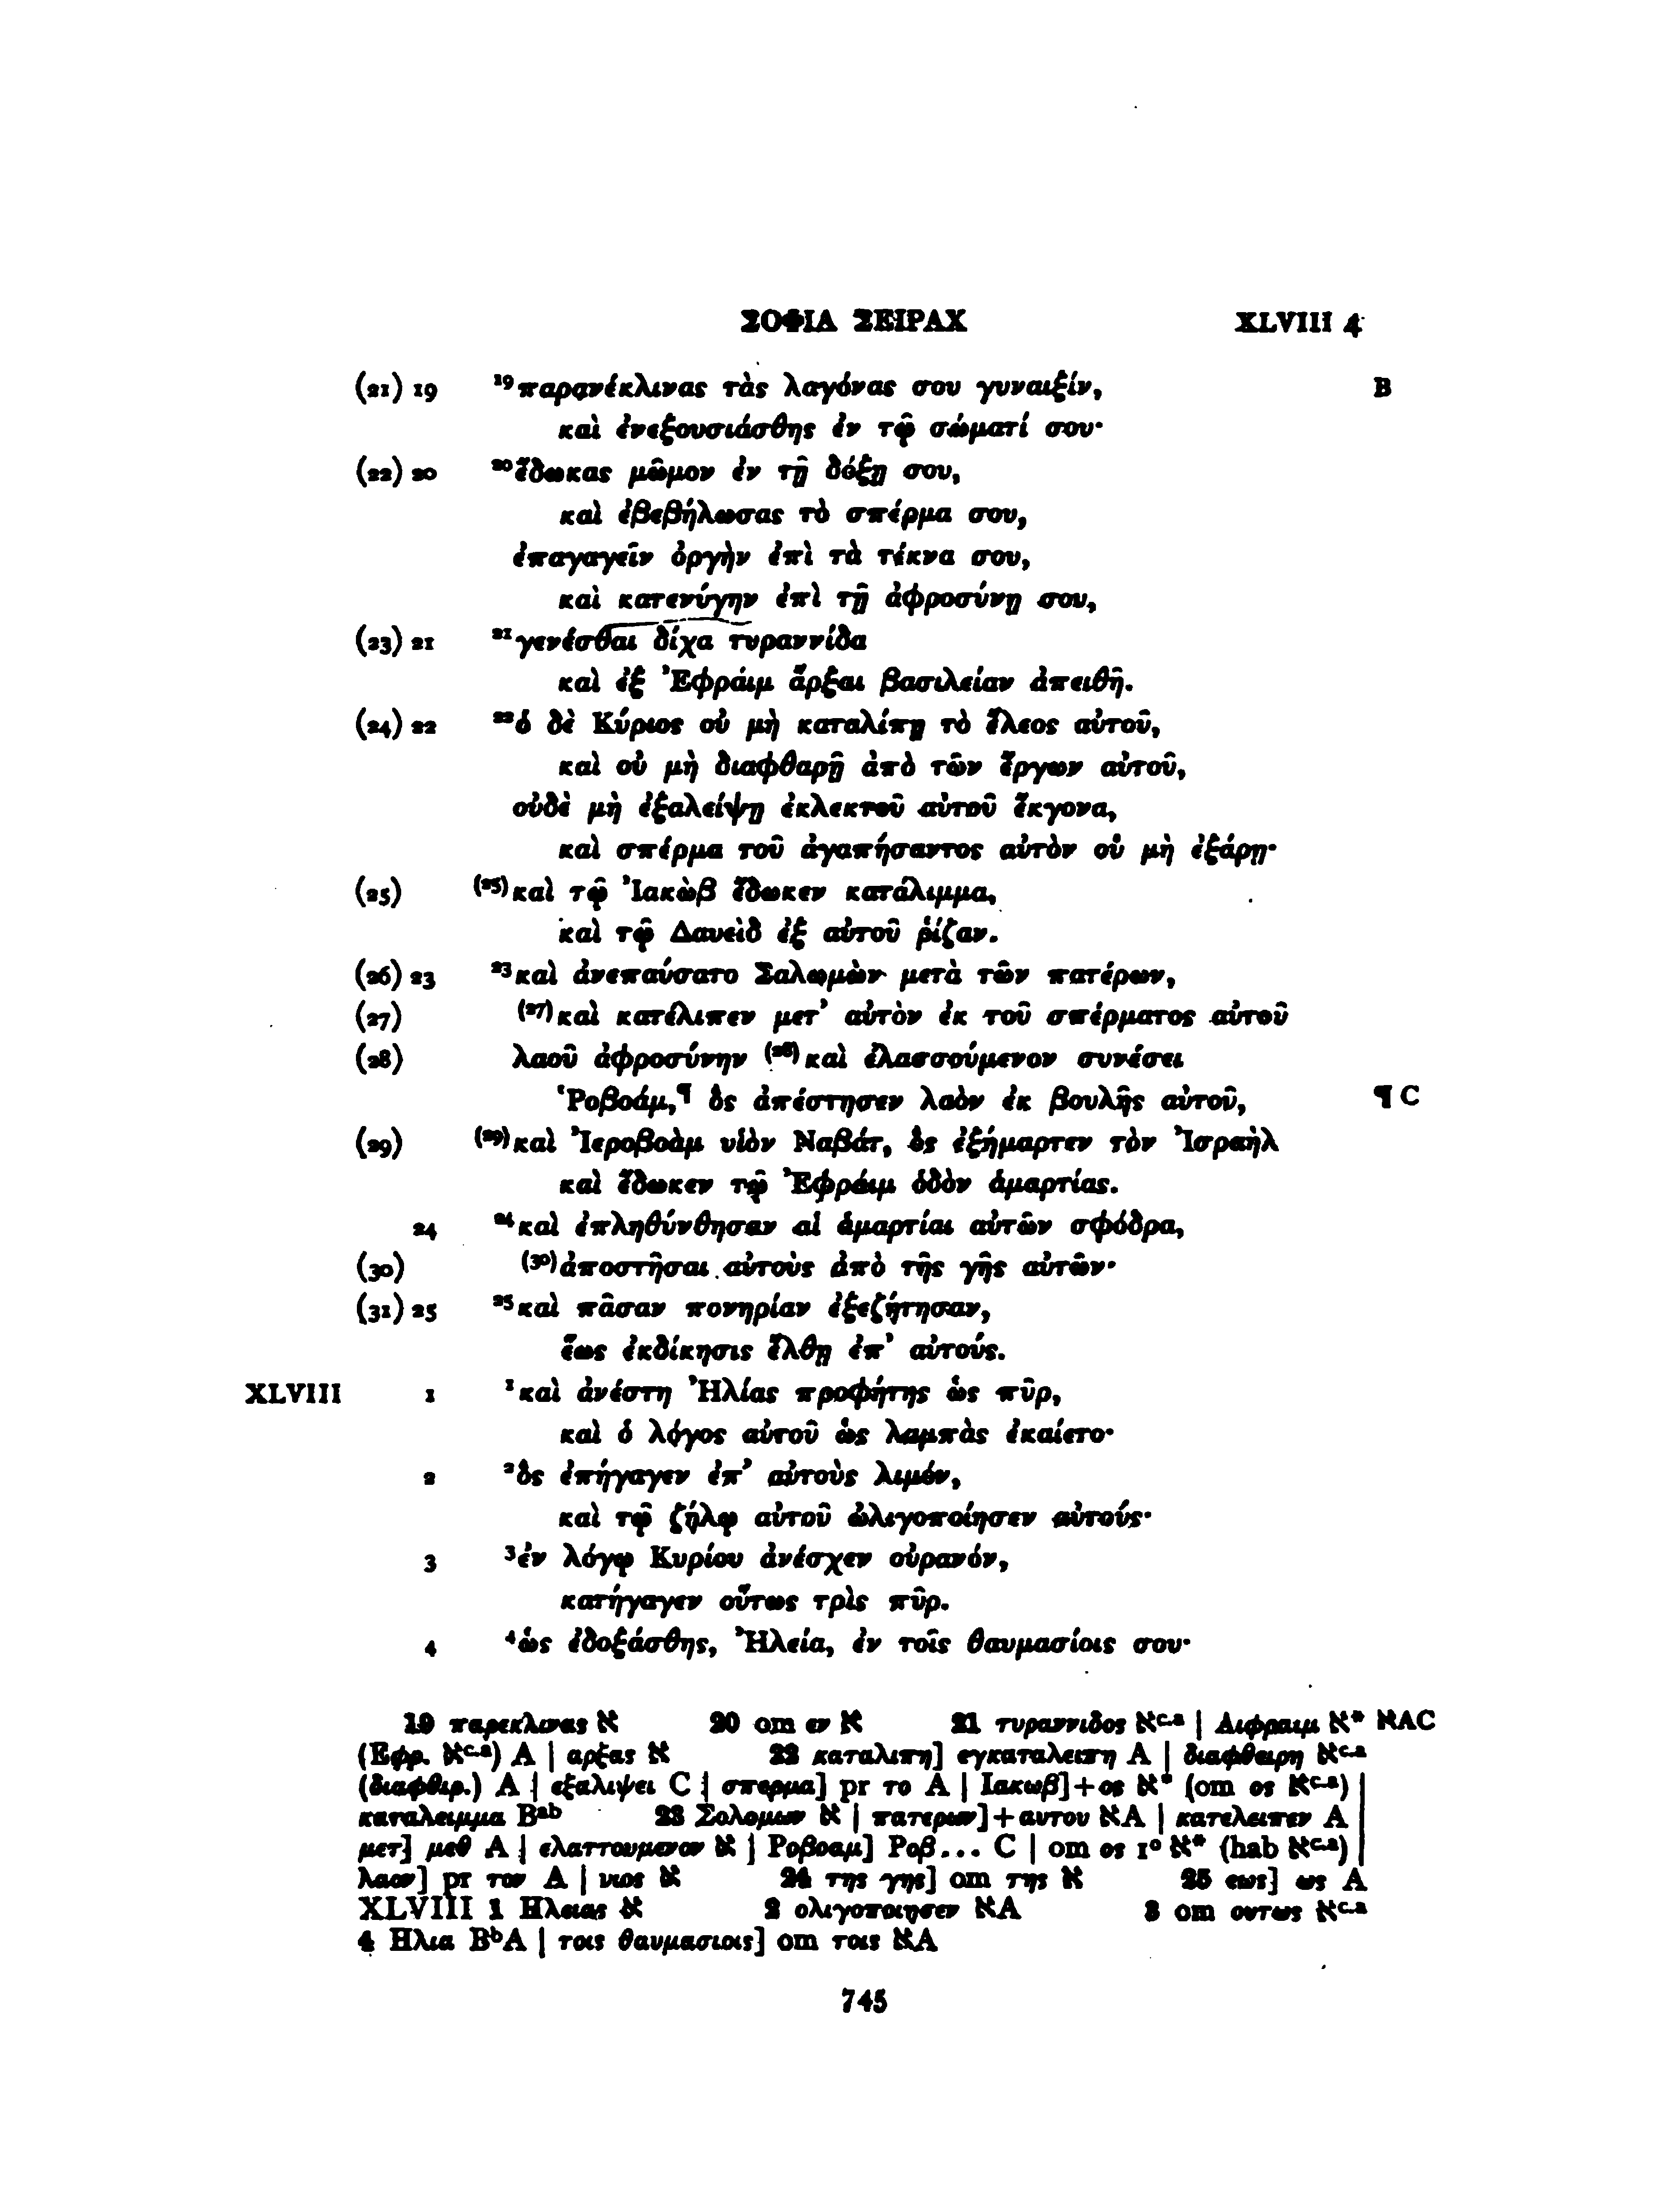 ΣΟΦΙΑ ΣΕΙΡΑΧ XLVIII 4
(21) 19 ¹⁹παρανέκλινας τὰς λαγόνας σου γυναιξίν, B
καὶ ἐνεξουσιάσθης ἐν τῷ σώματί σου·
(22) 20 ²⁰ἔδωκας μῶμον ἐν τῇ δόξῃ σου,
καὶ ἐβεβήλωσας τὸ σπέρμα σου,
ἐπαγαγεῖν ὀργὴν ἐπὶ τὰ τέκνα σου,
καὶ κατενύγην ἐπὶ τῇ ἀφροσύνῃ σου,
(23) 21 ²¹γενέσθαι δίχα τυραννίδα
καὶ ἐξ Ἐφράιμ ἄρξαι βασιλείαν ἀπειθῆ.
(24) 22 ²²ὁ δὲ Κύριος οὐ μὴ καταλίπῃ τὸ ἔλεος αὐτοῦ,
καὶ οὐ μὴ διαφθαρῇ ἀπὸ τῶν ἔργων αὐτοῦ,
οὐδὲ μὴ ἐξαλείψῃ ἐκλεκτοῦ αὐτοῦ ἔκγονα,
καὶ σπέρμα τοῦ ἀγαπήσαντος αὐτὸν οὐ μὴ ἐξάρῃ·
(25) (25)καὶ τῷ Ἰακὼβ ἔδωκεν κατάλιμμα,
καὶ τῷ Δαυεὶδ ἐξ αὐτοῦ ῥίζαν.
(26) 23 ²³καὶ ἀνεπαύσατο Σαλωμὼν μετὰ τῶν πατέρων,
(27) (27)καὶ κατέλιπεν μετ᾽ αὐτὸν ἐκ τοῦ σπέρματος αὐτοῦ
(28) λαοῦ ἀφροσύνην (28)καὶ ἐλασσούμενον συνέσει
Ῥοβοάμ,¶ ὃς ἀπέστησεν λαὸν ἐκ βουλῆς αὐτοῦ, ¶ C
(29) (29)καὶ Ἰεροβοὰμ υἱὸν Ναβάτ, ὃς ἐξήμαρτεν τὸν Ἰσραὴλ
καὶ ἔδωκεν τῷ Ἐφράιμ ὁδὸν ἁμαρτίας.
24 ²⁴καὶ ἐπληθύνθησαν αἱ ἁμαρτίαι αὐτῶν σφόδρα,
(30) (30)ἀποστῆσαι αὐτοὺς ἀπὸ τῆς γῆς αὐτῶν·
(31) 25 ²⁵καὶ πᾶσαν πονηρίαν ἐξεζήτησαν,
ἕως ἐκδίκησις ἔλθῃ ἐπ᾽ αὐτούς.
XLVIII 1 ¹καὶ ἀνέστη Ἠλίας προφήτης ὡς πῦρ,
καὶ ὁ λόγος αὐτοῦ ὡς λαμπὰς ἐκαίετο·
2 ²ὃς ἐπήγαγεν ἐπ᾽ αὐτοὺς λιμόν,
καὶ τῷ ζήλῳ αὐτοῦ ὠλιγοποίησεν αὐτούς·
3 ³ἐν λόγῳ Κυρίου ἀνέσχεν οὐρανόν,
κατήγαγεν οὕτως τρὶς πῦρ.
4 ⁴ὡς ἐδοξάσθης, Ἠλεία, ἐν τοῖς θαυμασίοις σου·
19 παρεκλινας ℵ 20 om εν ℵ 21 τυραννιδος ℵᶜ·ᵃ | Αιφραιμ ℵ* ℵAC
(Εφρ. ℵᶜ·ᵃ) A | αρξας ℵ 22 καταλιπη] εγκαταλειπη A | διαφθειρη ℵᶜ·ᵃ
(διαφθιρ.) A | εξαλιψει C | σπερμα] pr το A | Ιακωβ]+ος ℵ* (om ος ℵᶜ·ᵃ) |
καταλειμμα Bᵃᵇ 23 Σολομων ℵ | πατερων]+αυτου ℵA | κατελειπεν A |
μετ] μεθ A | ελαττουμενον ℵ | Ροβοαμ] Ροβ... C | om ος 1° ℵ* (hab ℵᶜ·ᵃ) |
λαον] pr τον A | υιος ℵ 24 της γης] om της ℵ 25 εως] ως A
XLVIII 1 Ηλειας ℵ 2 ολιγοποιησεν ℵA 3 om ουτως ℵᶜ·ᵃ
4 Ηλια BᵇA | τοις θαυμασιοις] om τοις ℵA
745